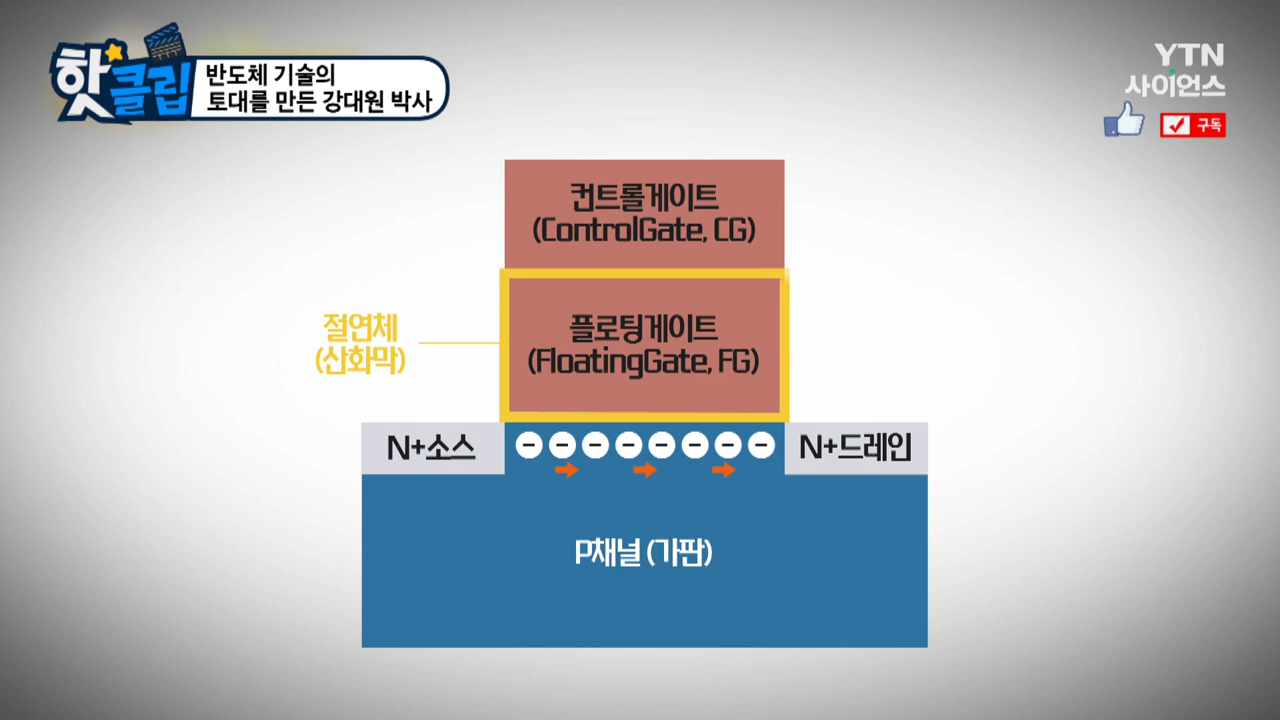 핫클립
반도체 기술의
토대를 만든 강대원 박사
YTN
사이언스
구독
컨트롤게이트
(ControlGate, CG)
절연체
(산화막)
플로팅게이트
(FloatingGate, FG)
N+소스
N+드레인
P채널 (가판)